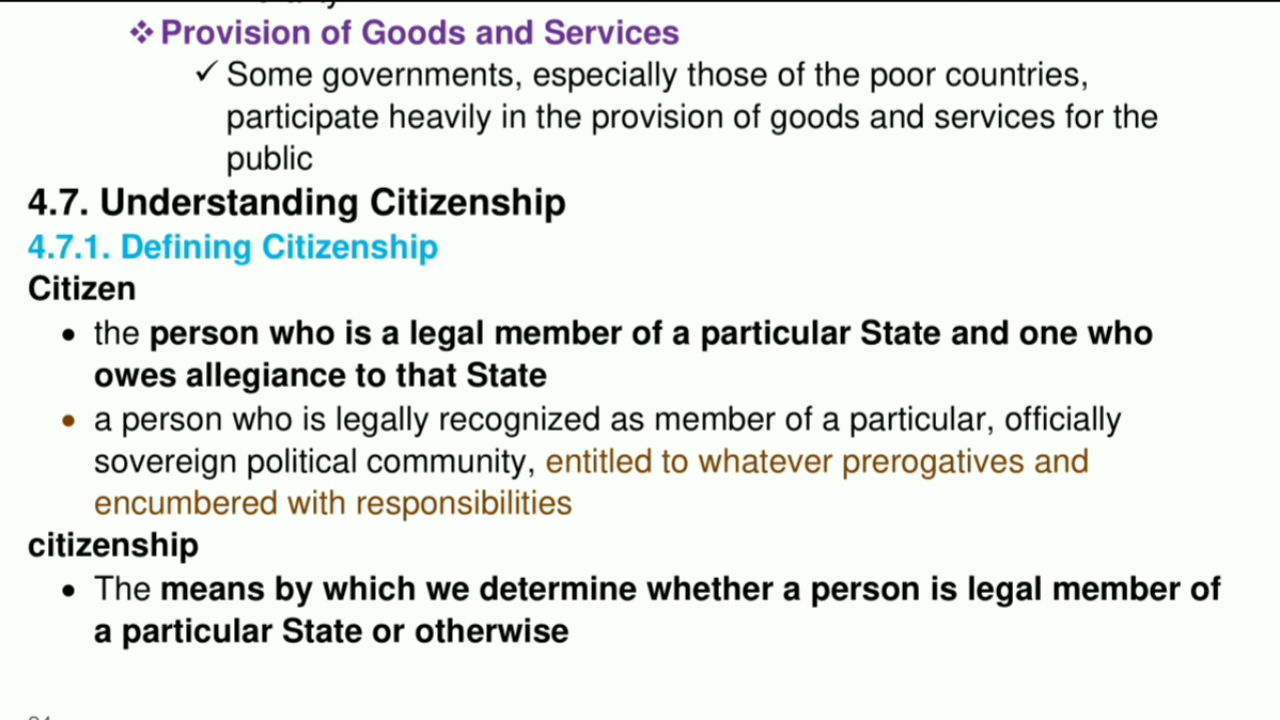 ❖ Provision of Goods and Services
✓ Some governments, especially those of the poor countries,
participate heavily in the provision of goods and services for the
public
4.7. Understanding Citizenship
4.7.1. Defining Citizenship
Citizen
• the person who is a legal member of a particular State and one who
owes allegiance to that State
• a person who is legally recognized as member of a particular, officially
sovereign political community, entitled to whatever prerogatives and
encumbered with responsibilities
citizenship
• The means by which we determine whether a person is legal member of
a particular State or otherwise